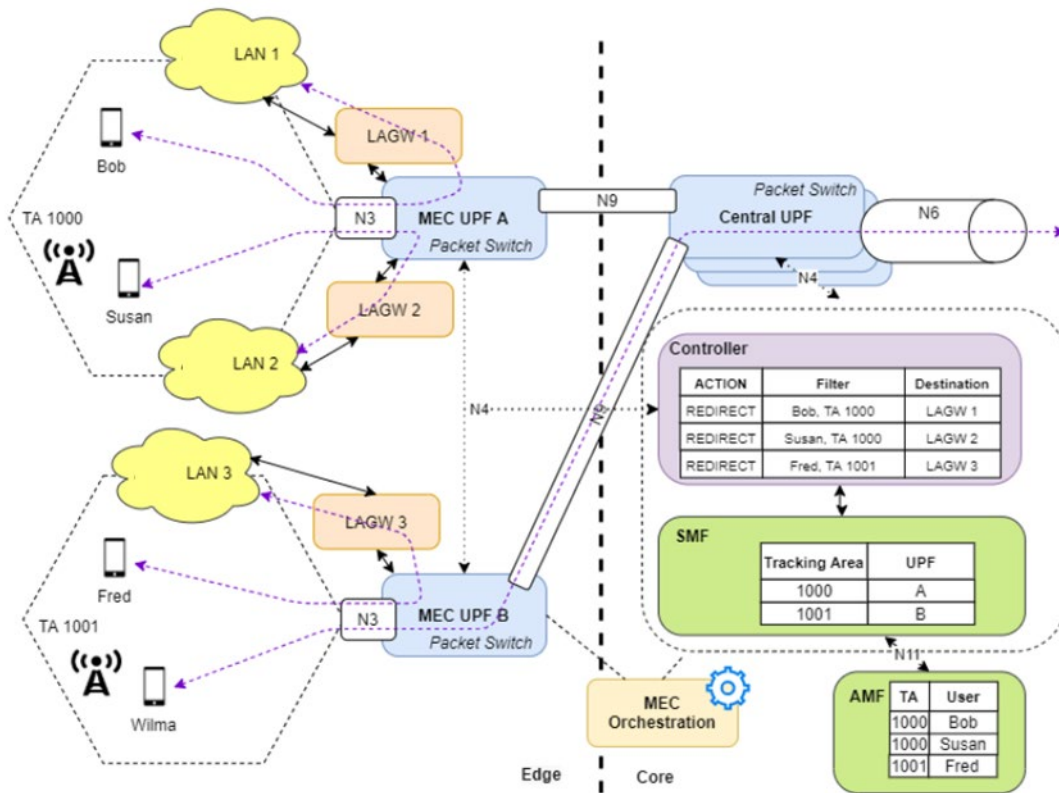 LAN 1
LAGW 1
Bob
TA 1000
N3
MEC UPF A
Packet Switch
N9
Packet Switch
Central UPF
N6
N4
Susan
LAGW 2
LAN 2
N4
N9
Controller
ACTION Filter Destination
REDIRECT Bob, TA 1000 LAGW 1
REDIRECT Susan, TA 1000 LAGW 2
REDIRECT Fred, TA 1001 LAGW 3
LAN 3
LAGW 3
Fred
TA 1001
N3
MEC UPF B
Packet Switch
Wilma
SMF
Tracking Area UPF
1000 A
1001 B
N11
MEC
Orchestration
AMF
TA User
1000 Bob
1000 Susan
1001 Fred
Edge
Core